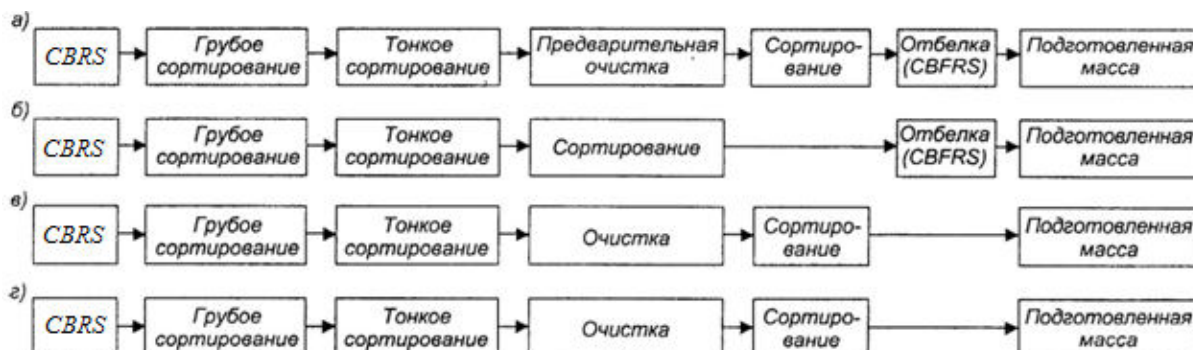 а)
CBRS
Грубое
сортирование
Тонкое
сортирование
Предварительная
очистка
Сортиро-
вание
Отбелка
(CBFRS)
Подготовленная
масса
б)
CBRS
Грубое
сортирование
Тонкое
сортирование
Сортирование
Отбелка
(CBFRS)
Подготовленная
масса
в)
CBRS
Грубое
сортирование
Тонкое
сортирование
Очистка
Сортиро-
вание
Подготовленная
масса
г)
CBRS
Грубое
сортирование
Тонкое
сортирование
Очистка
Сортиро-
вание
Подготовленная
масса